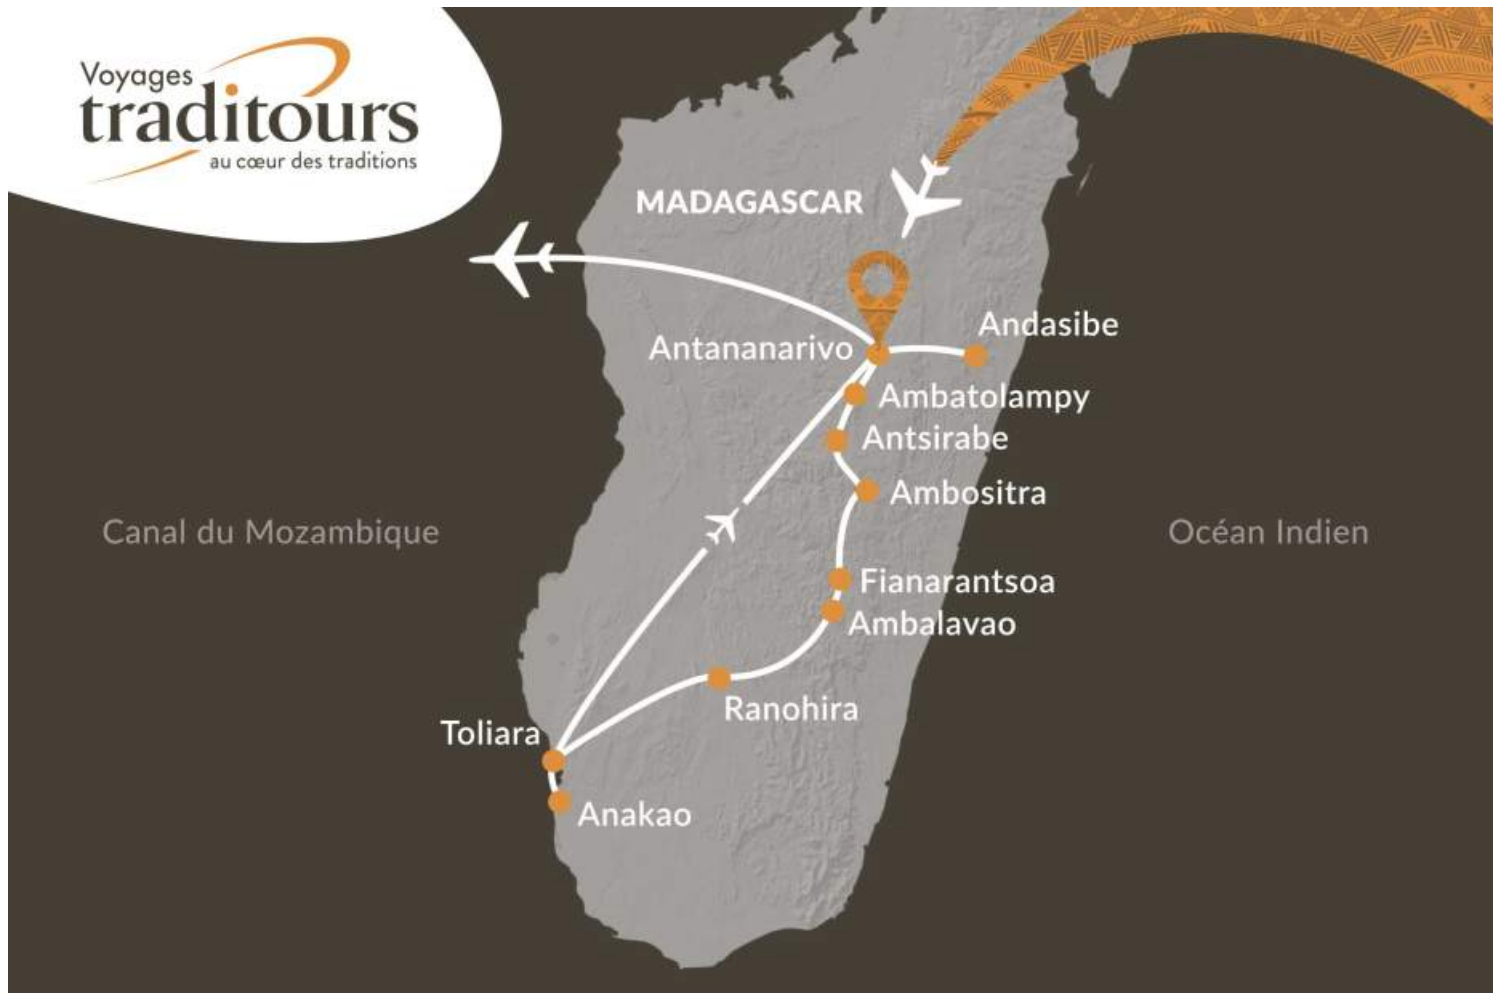 Voyages
traditours
au cœur des traditions
MADAGASCAR
Andasibe
Antananarivo
Ambatolampy
Antsirabe
Ambositra
Canal du Mozambique
Océan Indien
Fianarantsoa
Ambalavao
Ranohira
Toliara
Anakao